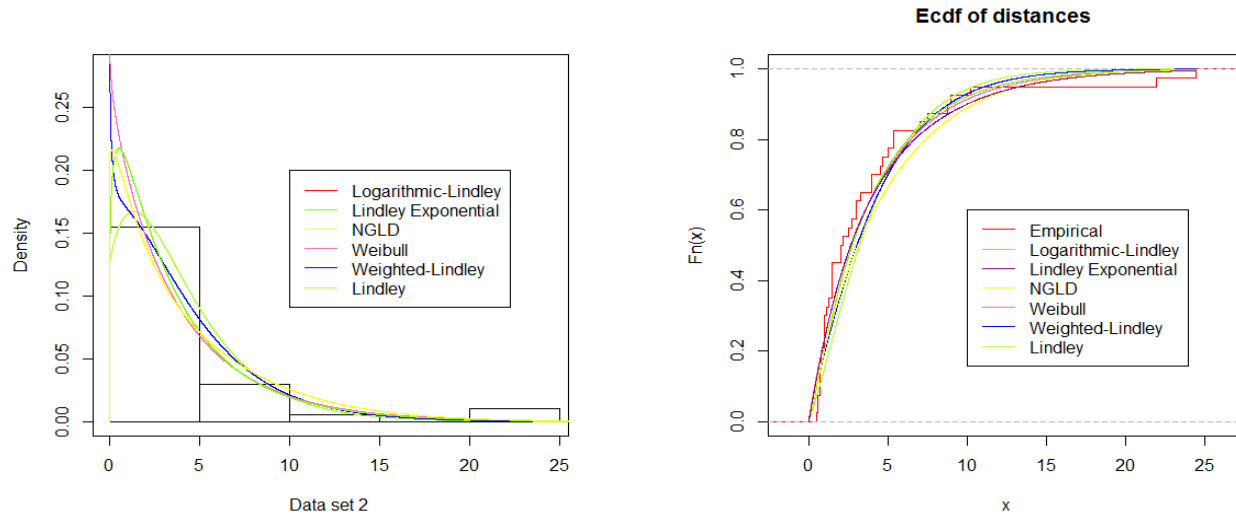 Density
0.00
0.05
0.10
0.15
0.20
0.25
0
5
10
15
20
25
Data set 2
Logarithmic-Lindley
Lindley Exponential
NGLD
Weibull
Weighted-Lindley
Lindley
Ecdf of distances
Fn(x)
0.0
0.2
0.4
0.6
0.8
1.0
0
5
10
15
20
25
x
Empirical
Logarithmic-Lindley
Lindley Exponential
NGLD
Weibull
Weighted-Lindley
Lindley